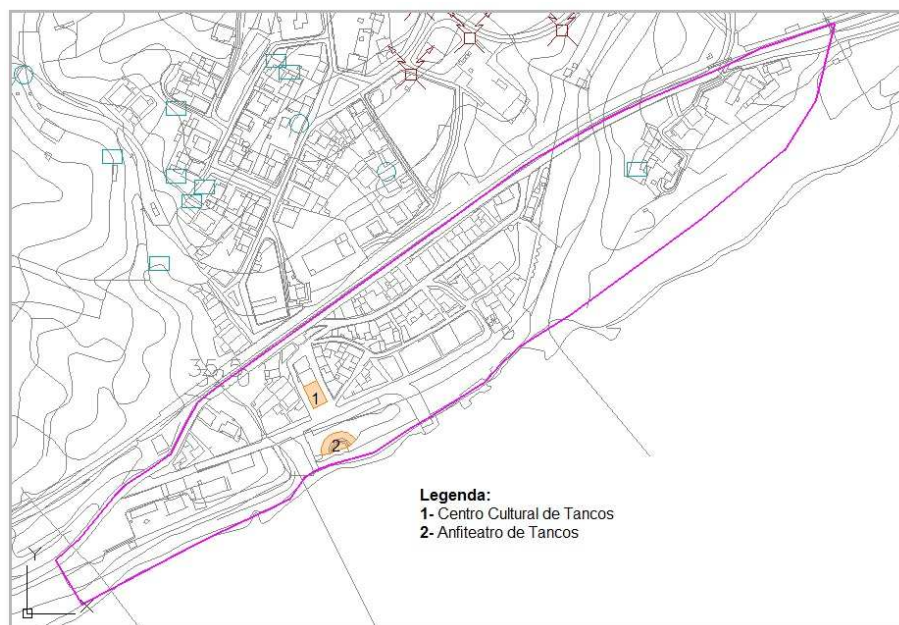 1
2
Legenda:
1- Centro Cultural de Tancos
2- Anfiteatro de Tancos
Y
X